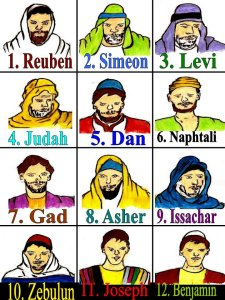 1. Reuben
2. Simeon
3. Levi
4. Judah
5. Dan
6. Naphtali
7. Gad
8. Asher
9. Issachar
10. Zebulun
11. Joseph
12. Benjamin